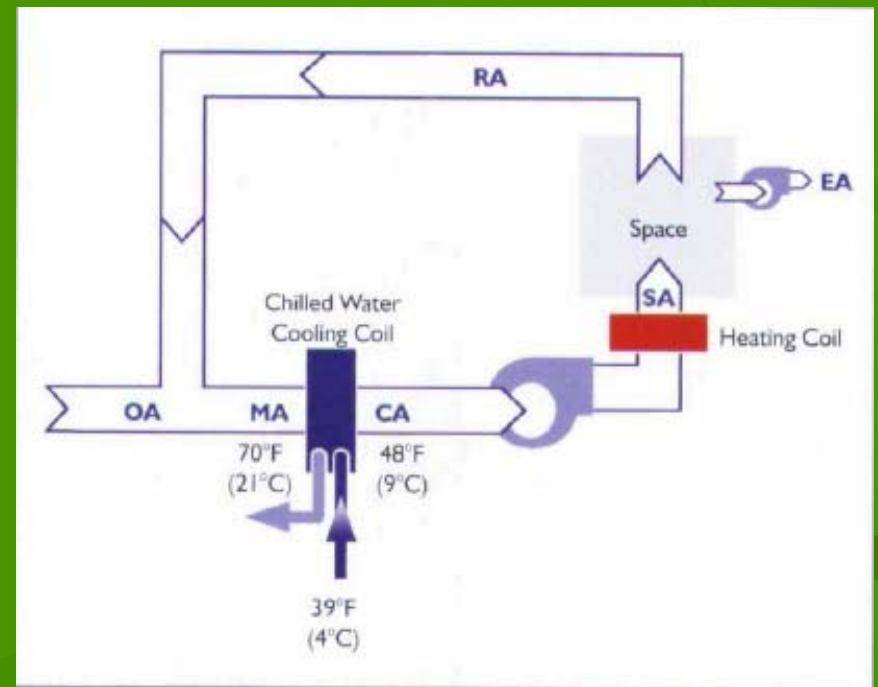 RA
EA
Space
SA
Heating Coil
Chilled Water
Cooling Coil
OA
MA
CA
70°F
(21°C)
48°F
(9°C)
39°F
(4°C)